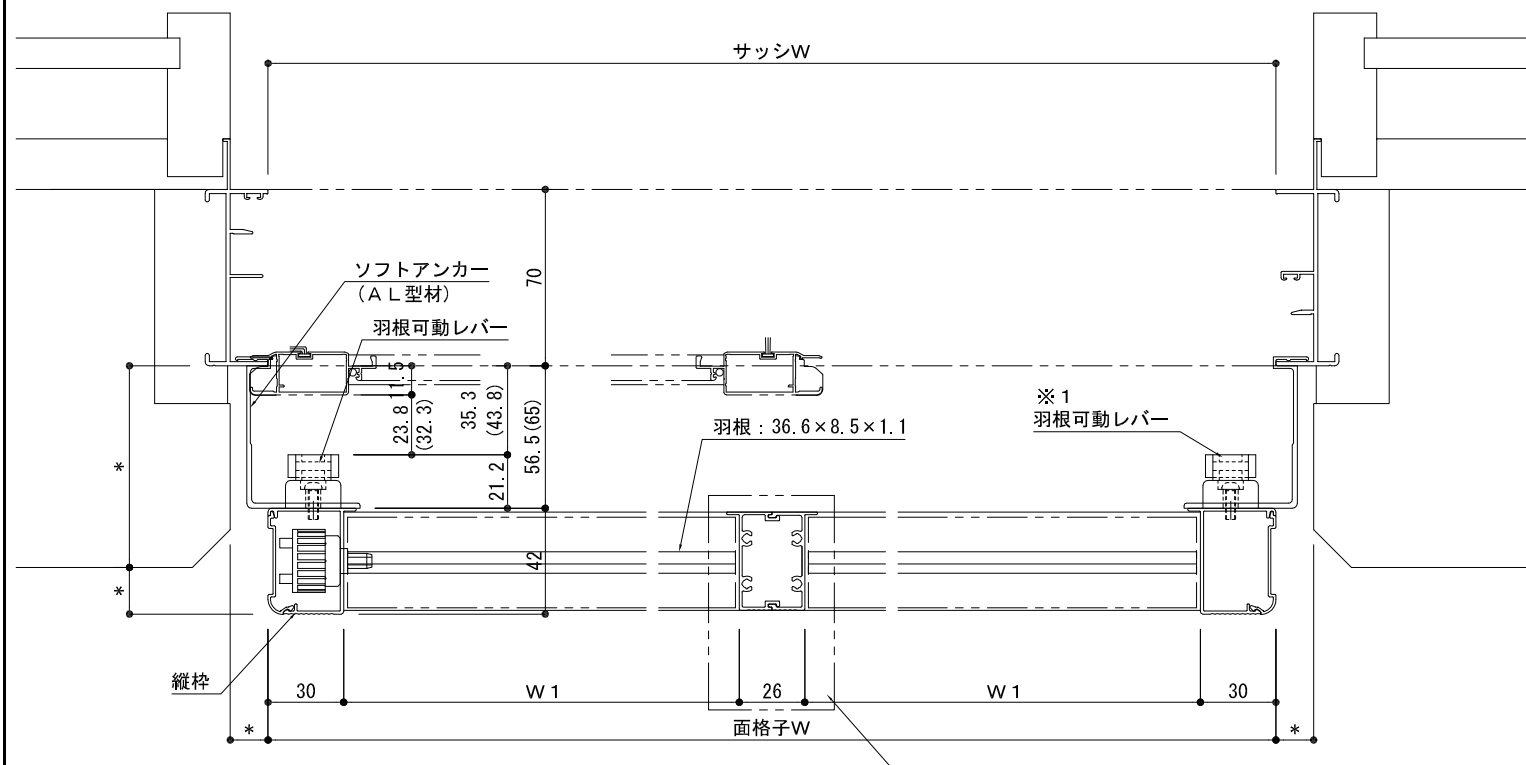 サッシW
ソフトアンカー
(AL型材)
羽根可動レバー
70
11.5
23.8
(32.3)
35.3
(43.8)
21.2
56.5(65)
42
羽根:36.6×8.5×1.1
※1
羽根可動レバー
*
*
縦枠
30
W1
26
W1
30
*
面格子W
*